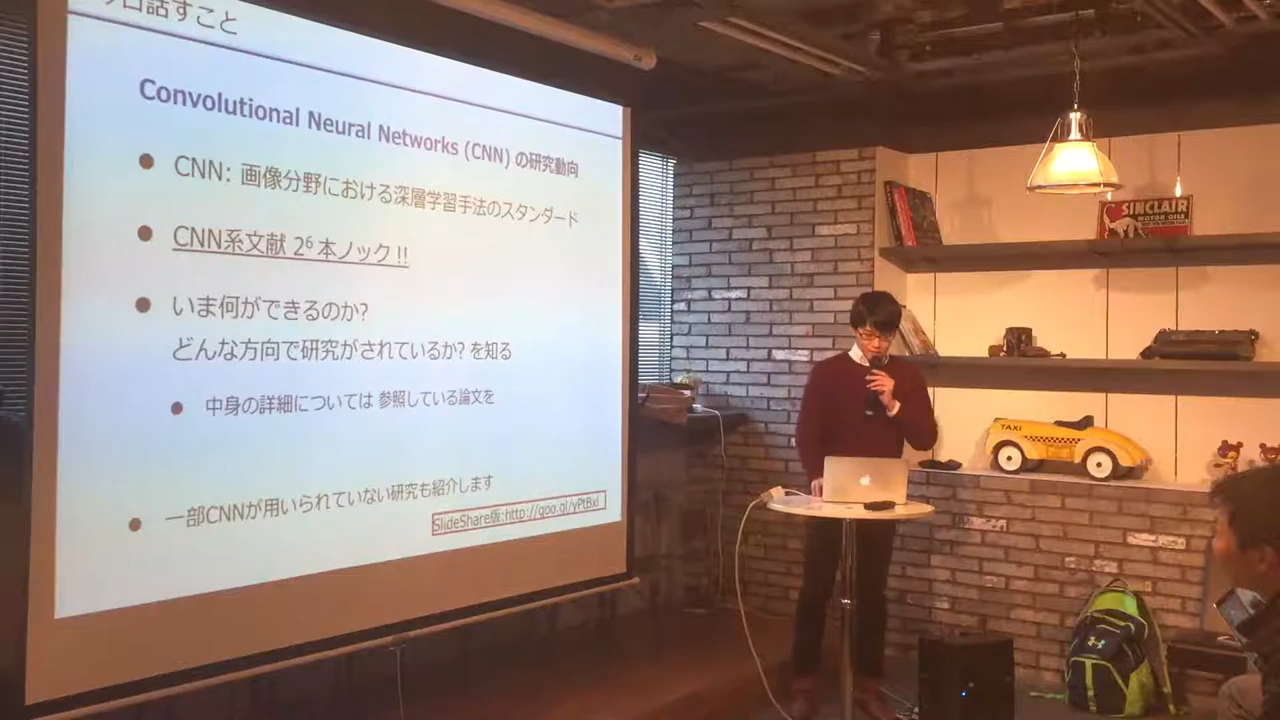 日話すこと
Convolutional Neural Networks (CNN) の研究動向
CNN: 画像分野における深層学習手法のスタンダード
CNN系文献 2⁶ 本ノック !!
いま何ができるのか?
どんな方向で研究がされているか? を知る
中身の詳細については 参照している論文を
一部CNNが用いられていない研究も紹介します
SlideShare版:http://goo.gl/yPtBxl
SINCLAIR
MOTOR OILS
TAXI